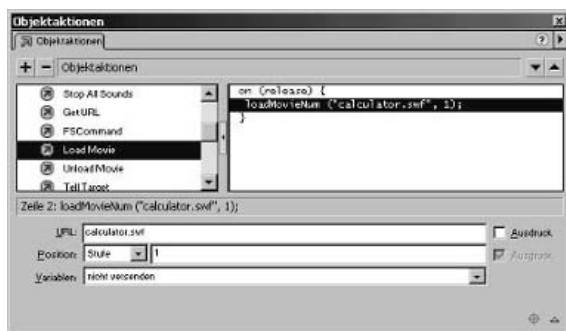 Objektaktionen
Objektaktionen
?
+ − Objektaktionen
Stop All Sounds
Get URL
FSCommand
Load Movie
Unload Movie
Tell Target
on (release) {
loadMovieNum ("calculator.swf", 1);
}
Zeile 2: loadMovieNum ("calculator.swf", 1);
URL: calculator.swf Ausdruck
Position: Stufe 1 Ausdruck
Variablen: nicht versenden